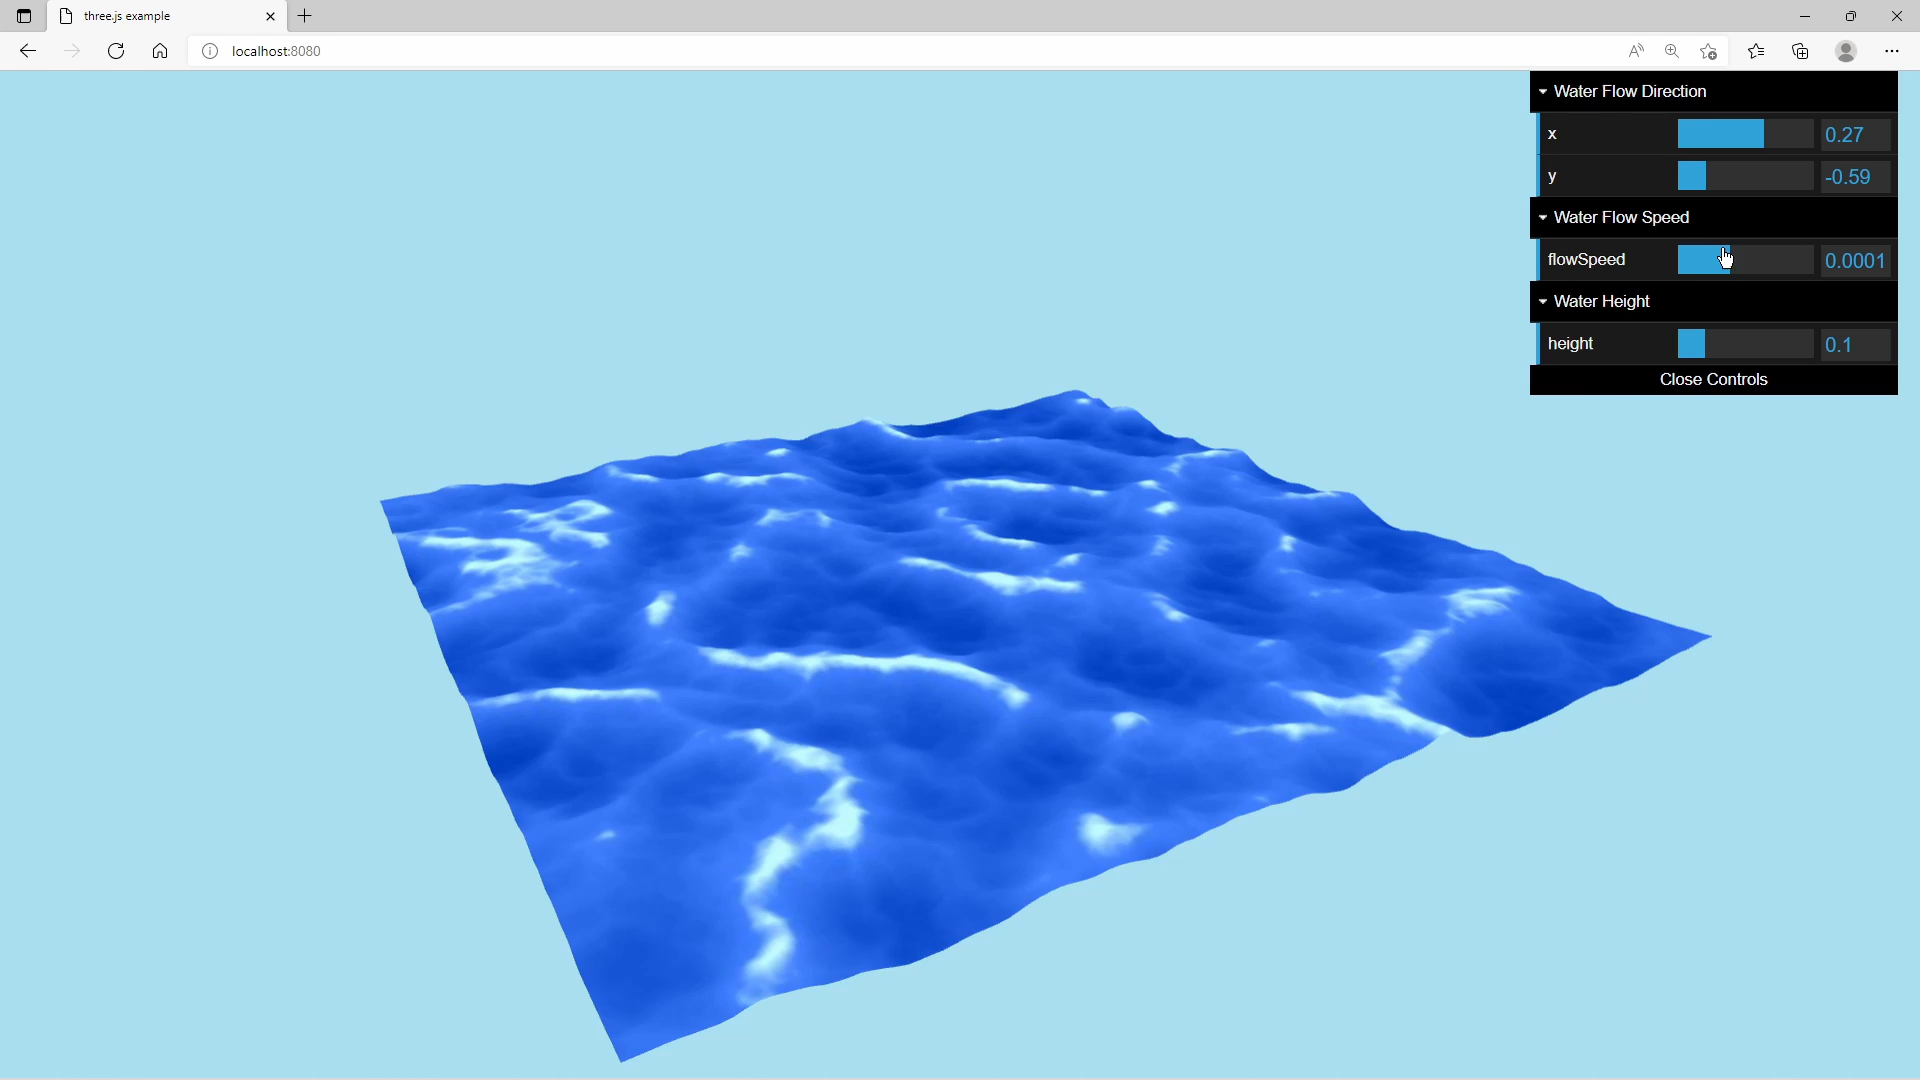 three.js example
localhost:8080
Water Flow Direction
x 0.27
y -0.59
Water Flow Speed
flowSpeed 0.0001
Water Height
height 0.1
Close Controls